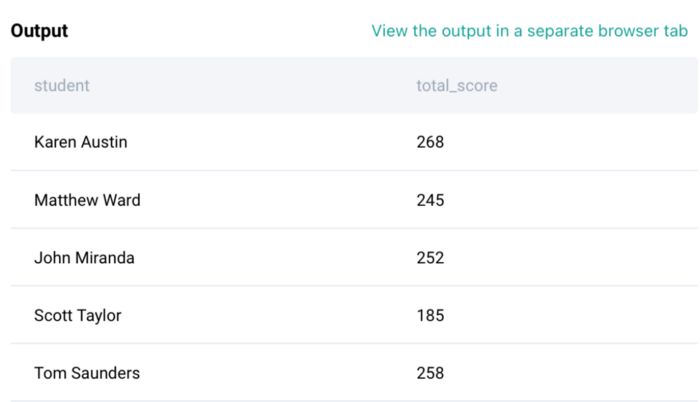 Output View the output in a separate browser tab
student total_score
Karen Austin 268
Matthew Ward 245
John Miranda 252
Scott Taylor 185
Tom Saunders 258